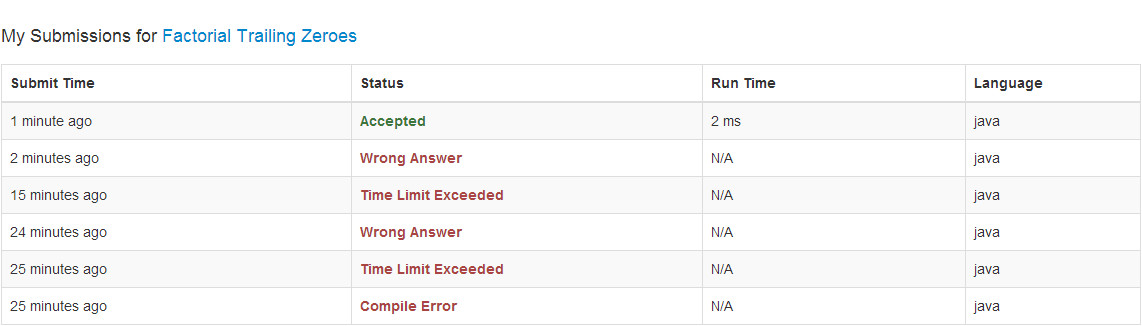 My Submissions for Factorial Trailing Zeroes
Submit Time Status Run Time Language
1 minute ago Accepted 2 ms java
2 minutes ago Wrong Answer N/A java
15 minutes ago Time Limit Exceeded N/A java
24 minutes ago Wrong Answer N/A java
25 minutes ago Time Limit Exceeded N/A java
25 minutes ago Compile Error N/A java